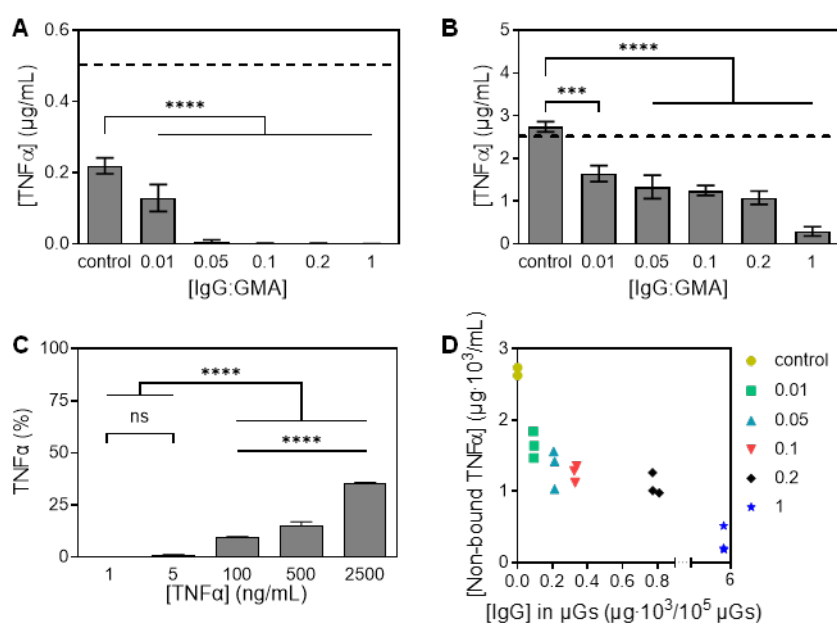 A
[TNFα] (µg/mL)
0.6
0.4
0.2
0.0
****
control 0.01 0.05 0.1 0.2 1
[IgG:GMA]
B
[TNFα] (µg/mL)
5
4
3
2
1
0
****
***
control 0.01 0.05 0.1 0.2 1
[IgG:GMA]
C
TNFα (%)
100
75
50
25
0
****
ns
****
1 5 100 500 2500
[TNFα] (ng/mL)
D
[Non-bound TNFα] (µg·10³/mL)
3
2
1
0
0.0 0.2 0.4 0.6 0.8 6
[IgG] in µGs (µg·10³/10⁵ µGs)
control
0.01
0.05
0.1
0.2
1